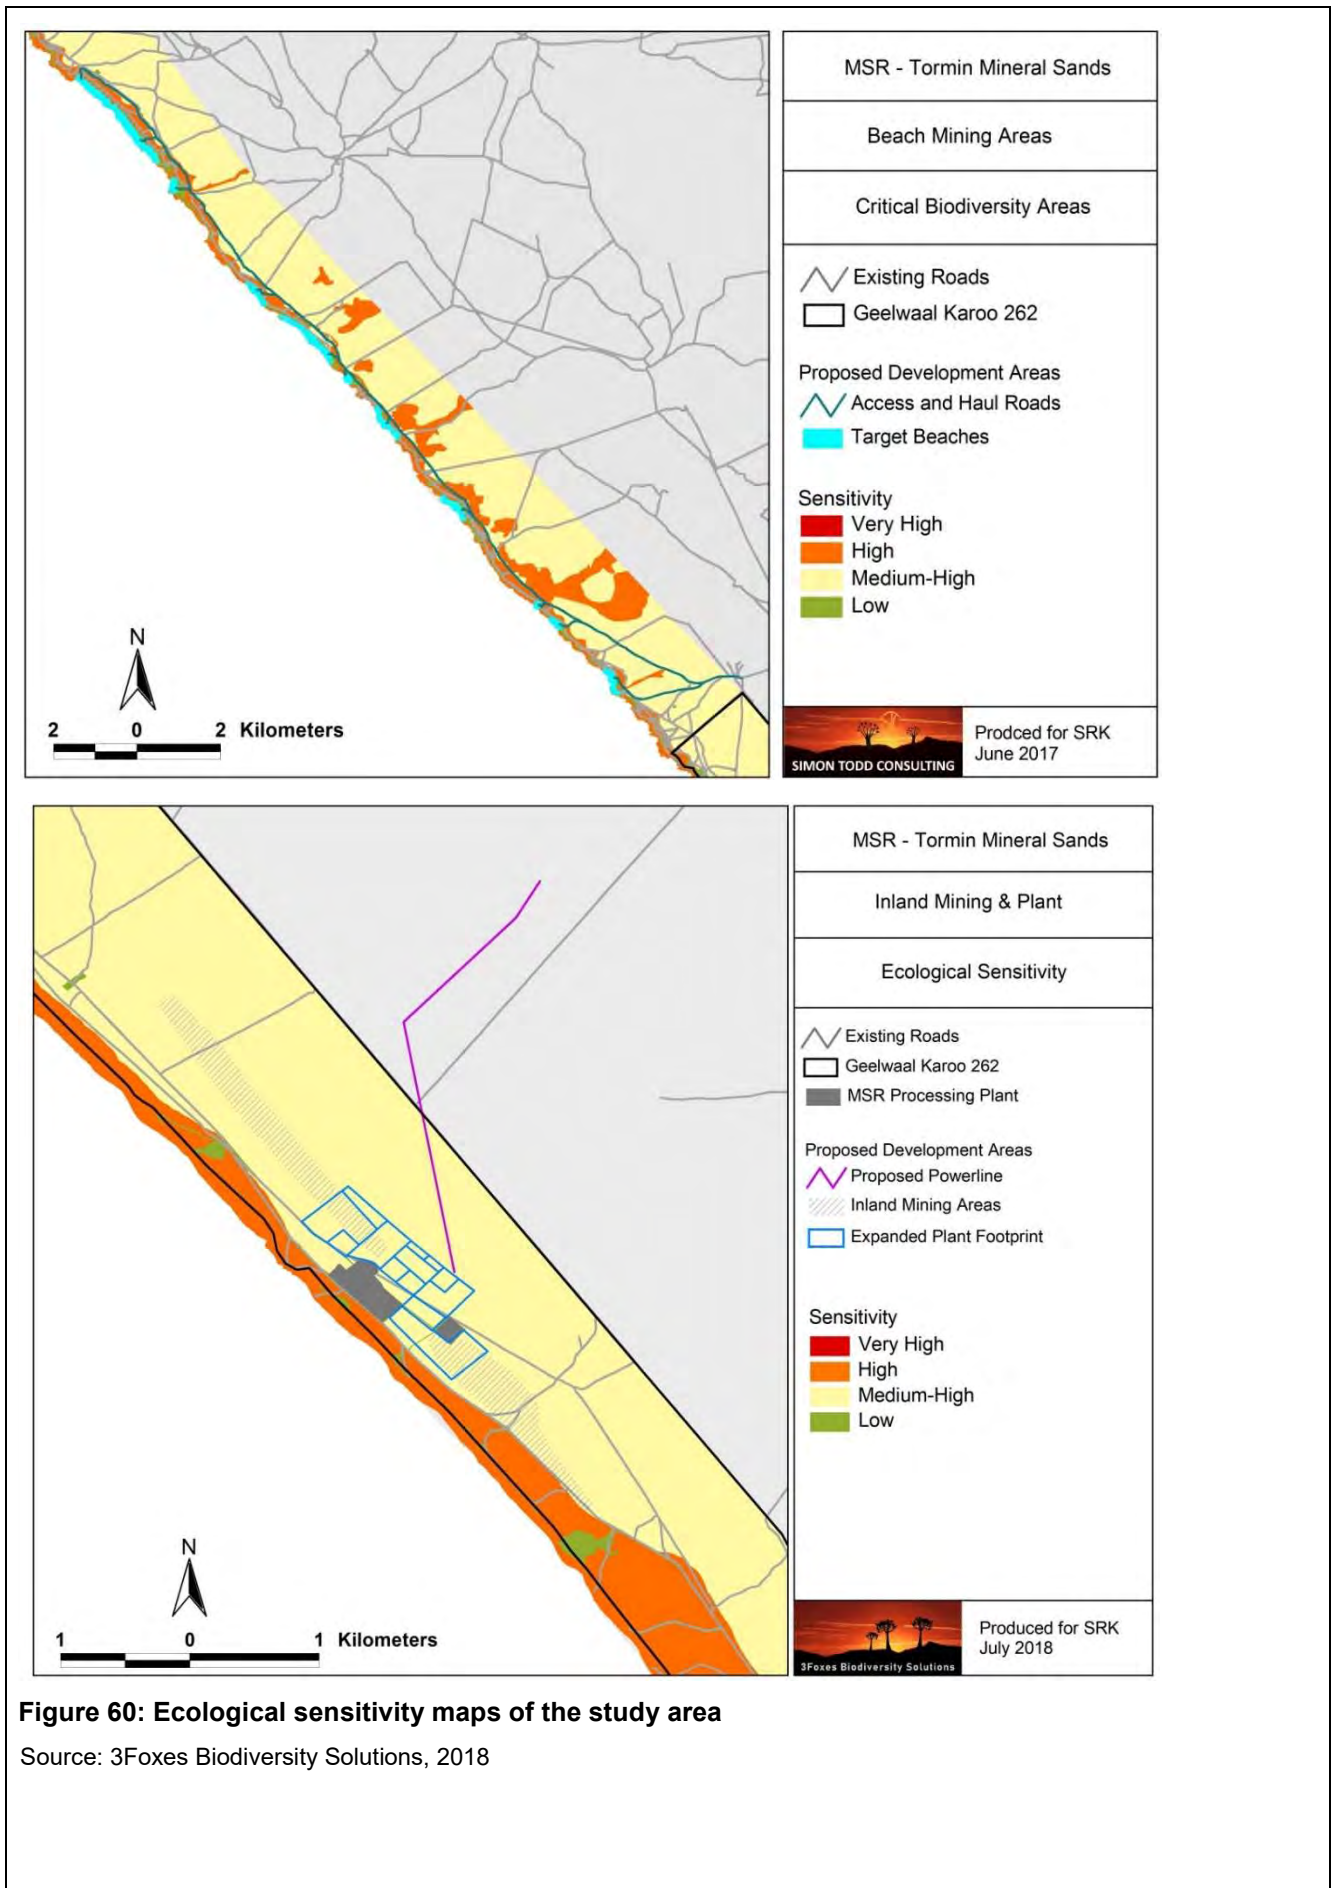 MSR - Tormin Mineral Sands
Beach Mining Areas
Critical Biodiversity Areas
Existing Roads
Geelwaal Karoo 262
Proposed Development Areas
Access and Haul Roads
Target Beaches
Sensitivity
Very High
High
Medium-High
Low
N
2 0 2 Kilometers
SIMON TODD CONSULTING
Prodced for SRK
June 2017
MSR - Tormin Mineral Sands
Inland Mining & Plant
Ecological Sensitivity
Existing Roads
Geelwaal Karoo 262
MSR Processing Plant
Proposed Development Areas
Proposed Powerline
Inland Mining Areas
Expanded Plant Footprint
Sensitivity
Very High
High
Medium-High
Low
N
1 0 1 Kilometers
3Foxes Biodiversity Solutions
Produced for SRK
July 2018
Figure 60: Ecological sensitivity maps of the study area
Source: 3Foxes Biodiversity Solutions, 2018